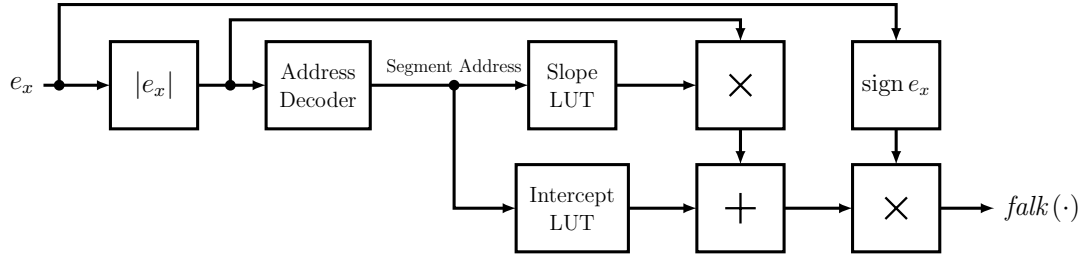 e_x
|e_x|
Address
Decoder
Segment Address
Slope
LUT
×
sign e_x
Intercept
LUT
+
×
falk(·)